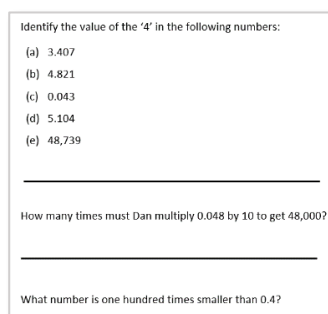 Identify the value of the ‘4’ in the following numbers:
(a) 3.407
(b) 4.821
(c) 0.043
(d) 5.104
(e) 48,739
How many times must Dan multiply 0.048 by 10 to get 48,000?
What number is one hundred times smaller than 0.4?